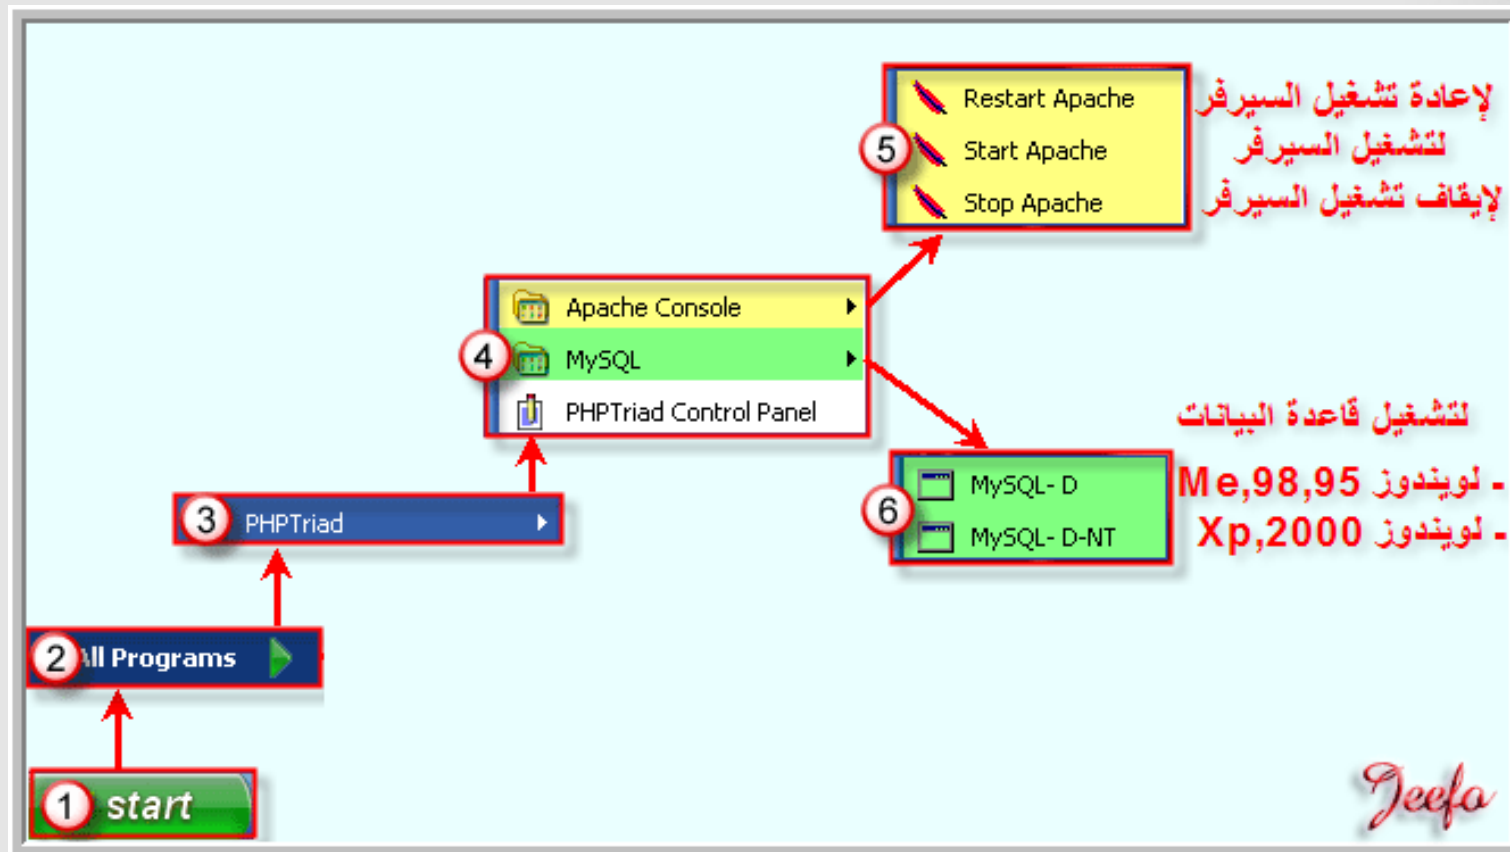 Restart Apache لإعادة تشغيل السيرفر
5 Start Apache لتشغيل السيرفر
Stop Apache لإيقاف تشغيل السيرفر
Apache Console
4 MySQL
PHPTriad Control Panel
لتشغيل قاعدة البيانات
MySQL- D - لويندوز Me,98,95
6
MySQL- D-NT - لويندوز Xp,2000
3 PHPTriad
2 All Programs
1 start
Jeefo